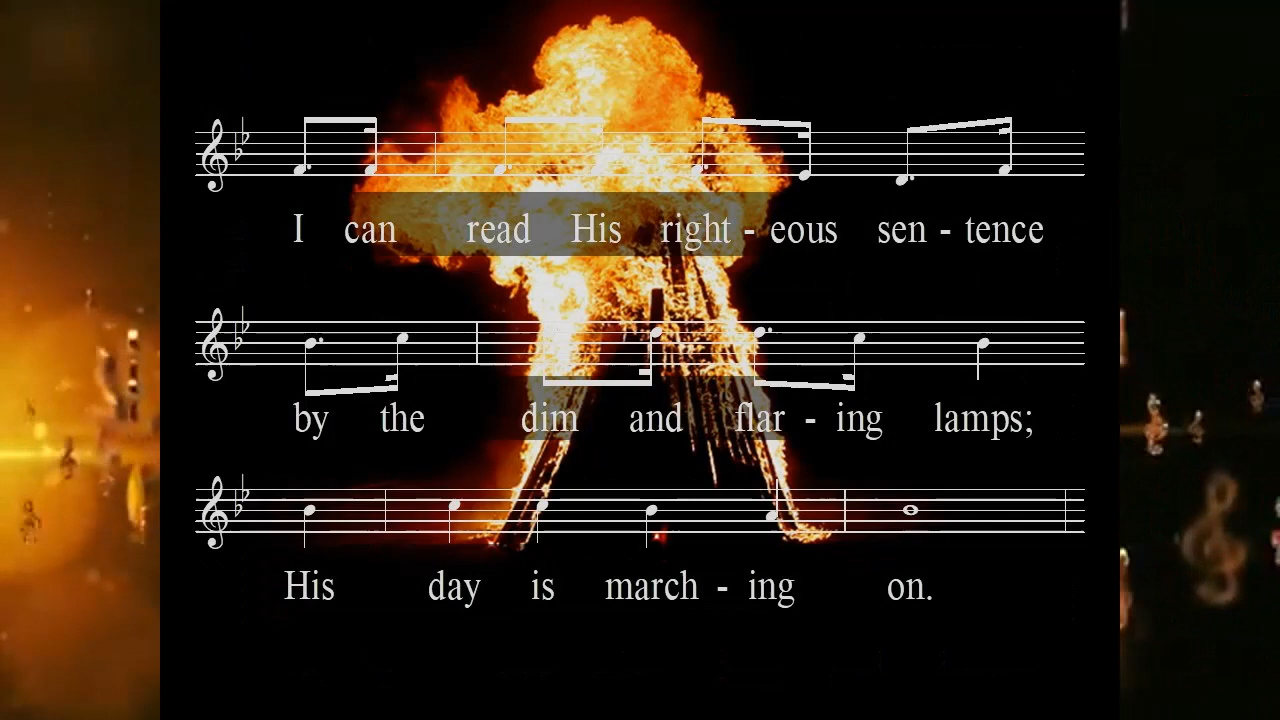 I can read His right - eous sen - tence
by the dim and flar - ing lamps;
His day is march - ing on.